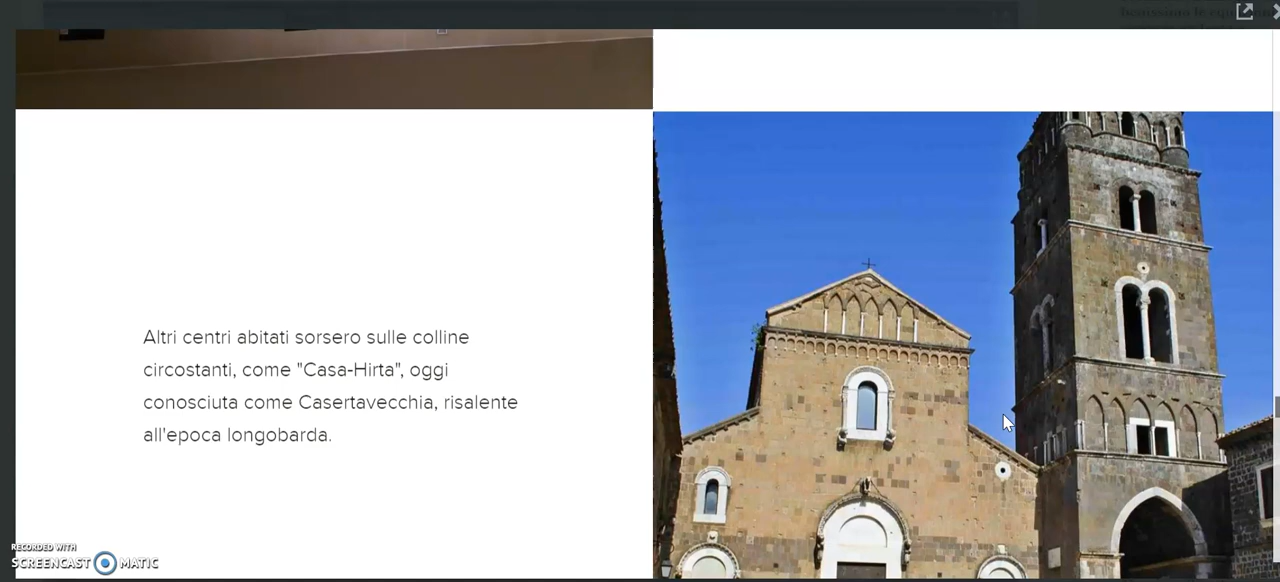 Altri centri abitati sorsero sulle colline
circostanti, come "Casa-Hirta", oggi
conosciuta come Casertavecchia, risalente
all'epoca longobarda.
RECORDED WITH
SCREENCAST MATIC